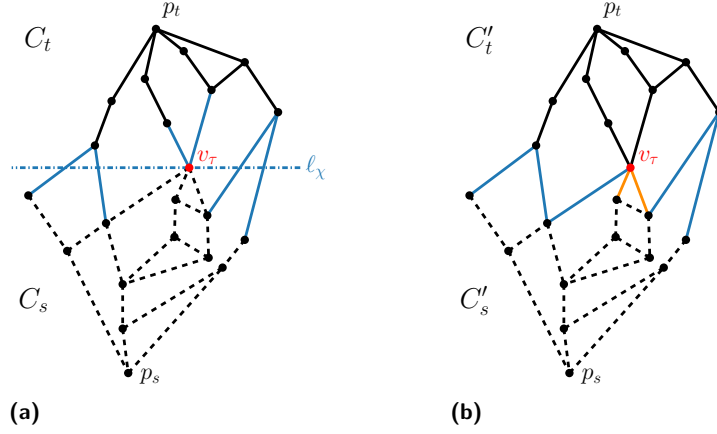 p_t
p_t
C_t
C'_t
v_τ
v_τ
ℓ_χ
C_s
C'_s
p_s
p_s
(a)
(b)